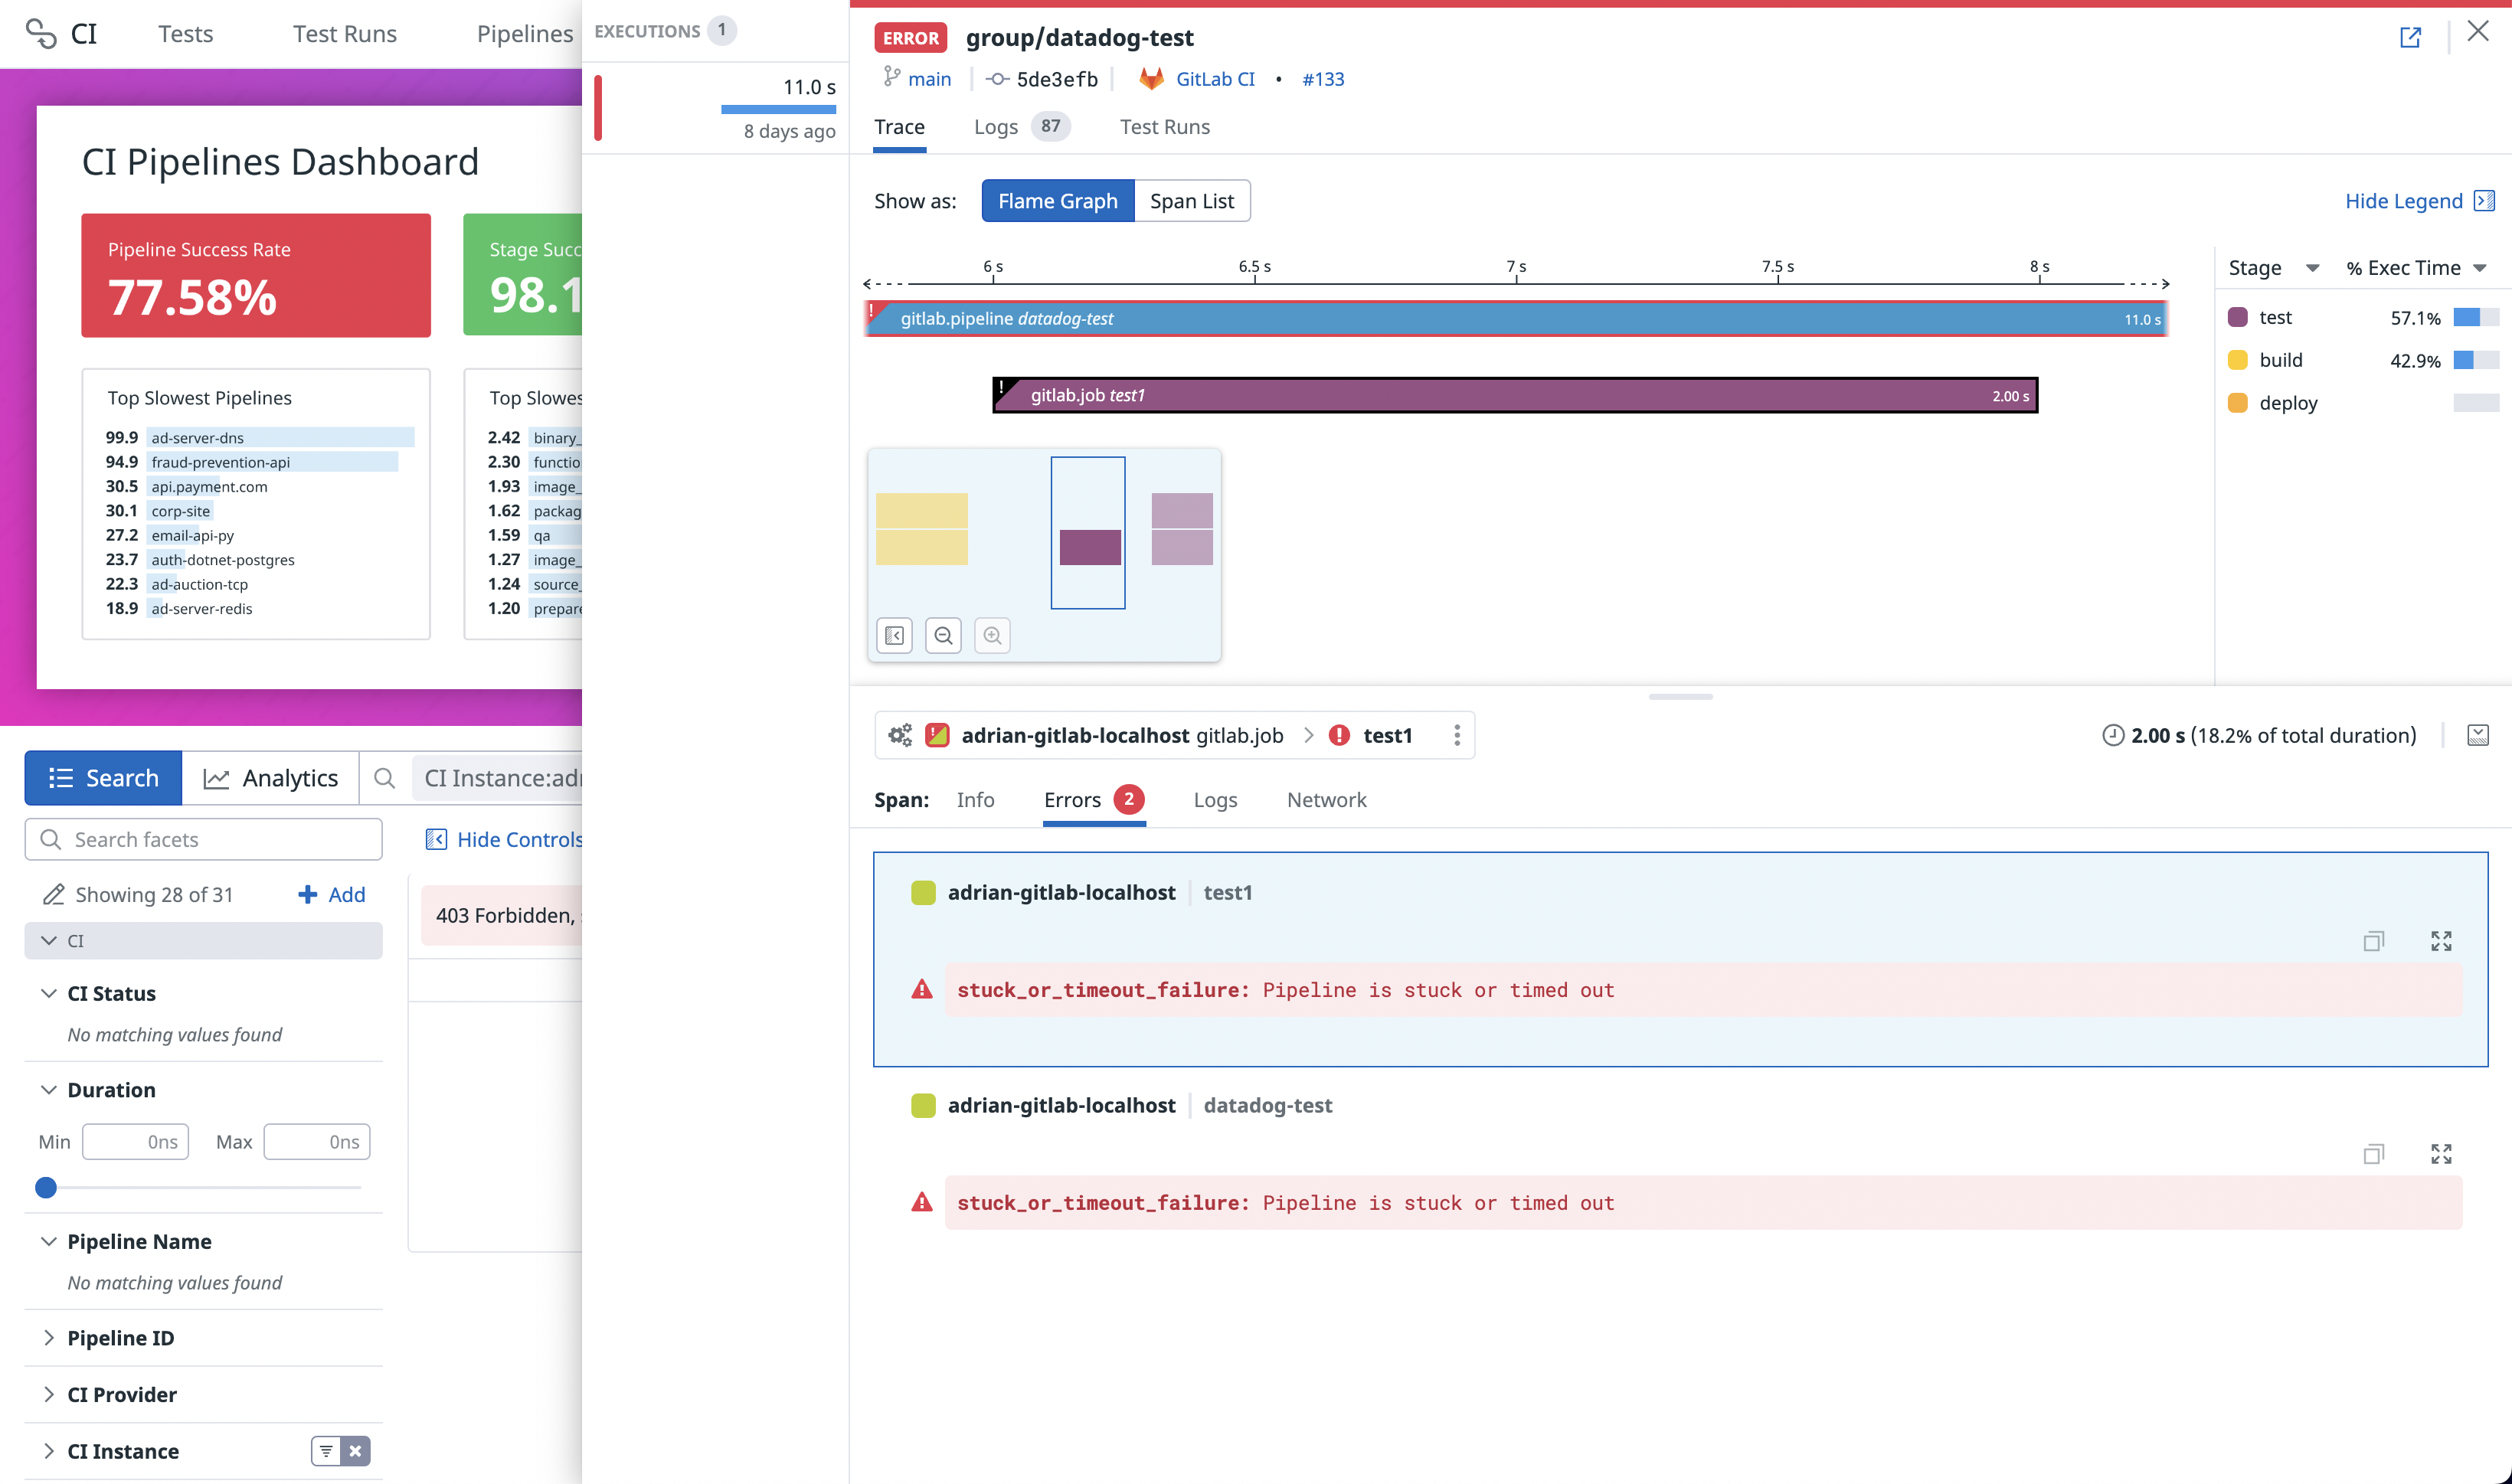 CI
Tests
Test Runs
Pipelines
CI Pipelines Dashboard
Pipeline Success Rate
77.58%
Stage Succ
98.1
Top Slowest Pipelines
99.9 ad-server-dns
94.9 fraud-prevention-api
30.5 api.payment.com
30.1 corp-site
27.2 email-api-py
23.7 auth-dotnet-postgres
22.3 ad-auction-tcp
18.9 ad-server-redis
Top Slowes
2.42 binary_
2.30 functio
1.93 image_
1.62 packag
1.59 qa
1.27 image_
1.24 source_
1.20 prepare
Search
Analytics
CI Instance:adr
Search facets
Hide Controls
Showing 28 of 31
Add
403 Forbidden,
CI
CI Status
No matching values found
Duration
Min 0ns Max 0ns
Pipeline Name
No matching values found
Pipeline ID
CI Provider
CI Instance
EXECUTIONS 1
11.0 s
8 days ago
ERROR group/datadog-test
main 5de3efb GitLab CI • #133
Trace
Logs 87
Test Runs
Show as: Flame Graph Span List
Hide Legend
6 s 6.5 s 7 s 7.5 s 8 s
gitlab.pipeline datadog-test 11.0 s
gitlab.job test1 2.00 s
Stage % Exec Time
test 57.1%
build 42.9%
deploy
adrian-gitlab-localhost gitlab.job > test1
2.00 s (18.2% of total duration)
Span: Info Errors 2 Logs Network
adrian-gitlab-localhost test1
stuck_or_timeout_failure: Pipeline is stuck or timed out
adrian-gitlab-localhost datadog-test
stuck_or_timeout_failure: Pipeline is stuck or timed out